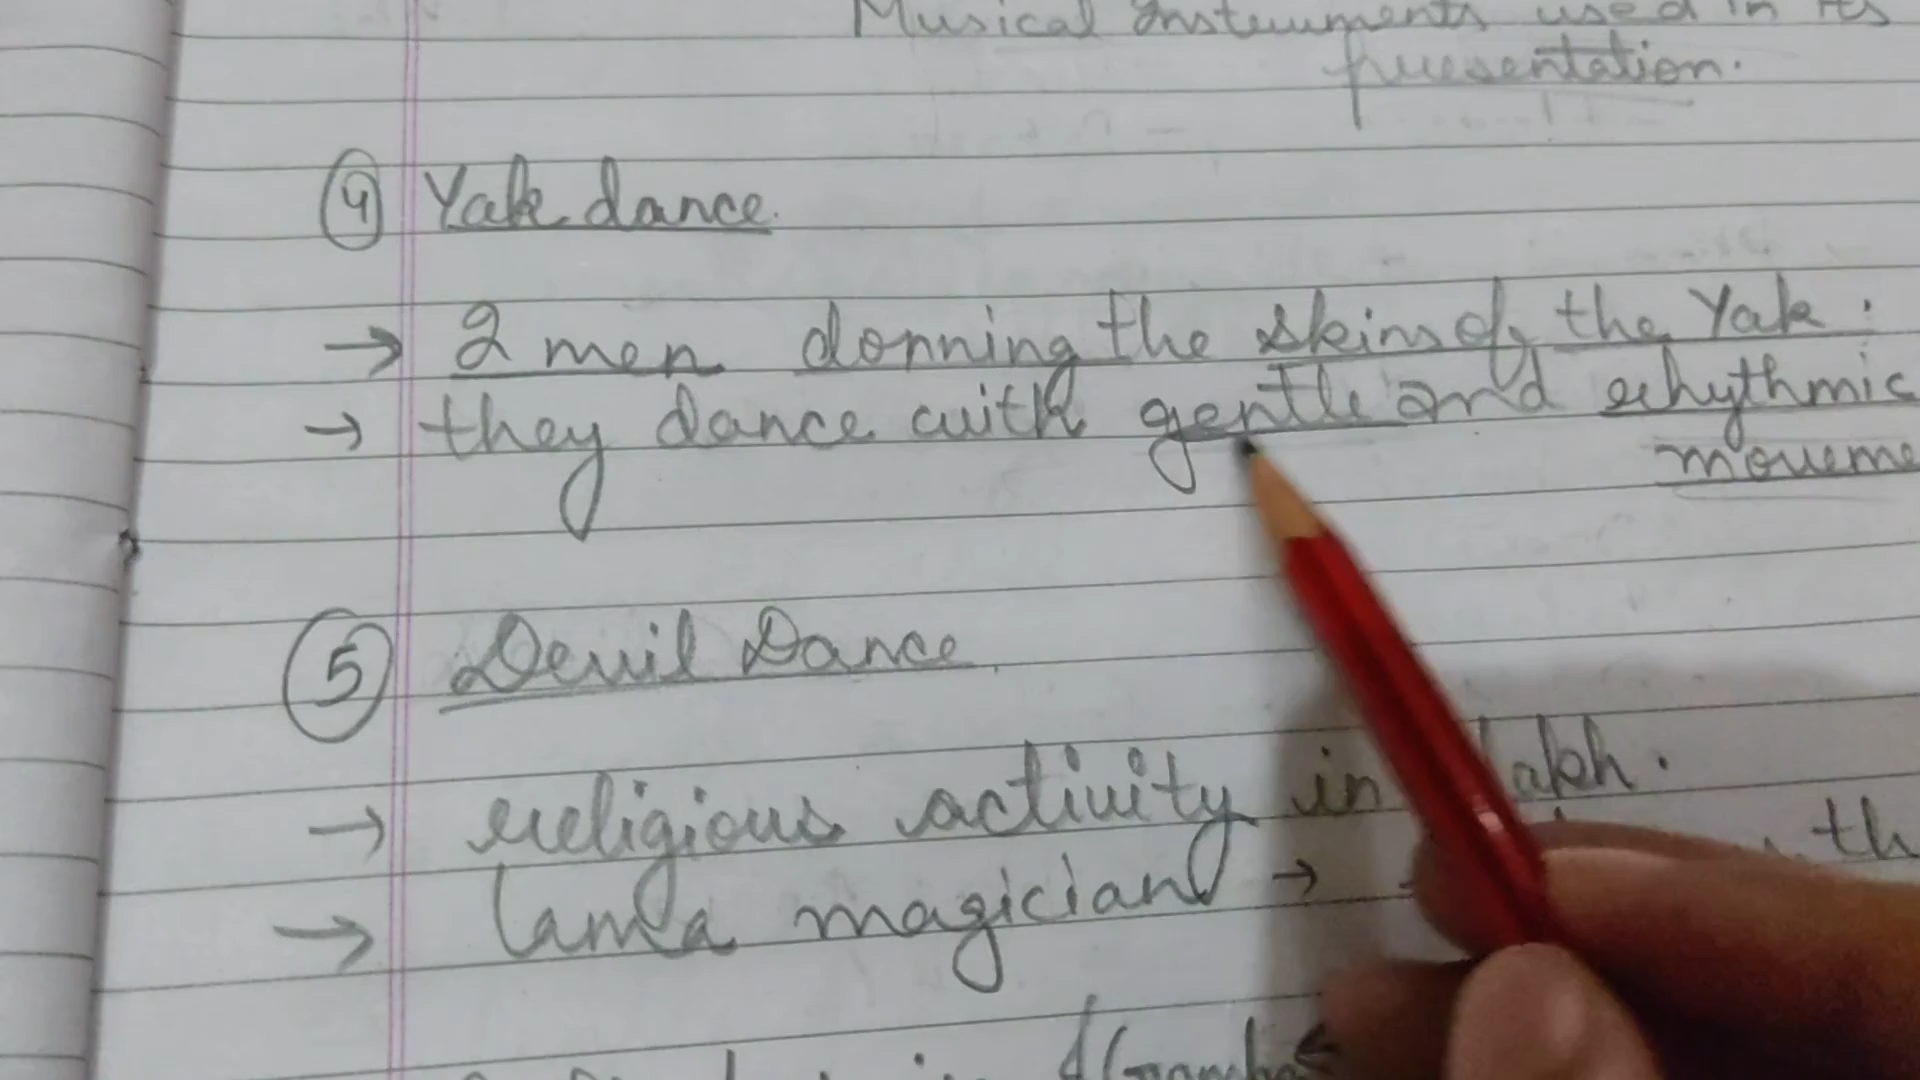 Musical Instruments used in its
presentation.
④ Yak dance.
→ 2 men donning the skins of the Yak.
→ they dance with gentle and rhythmic
moveme
⑤ Devil Dance
→ religious activity in
→ lama magician →